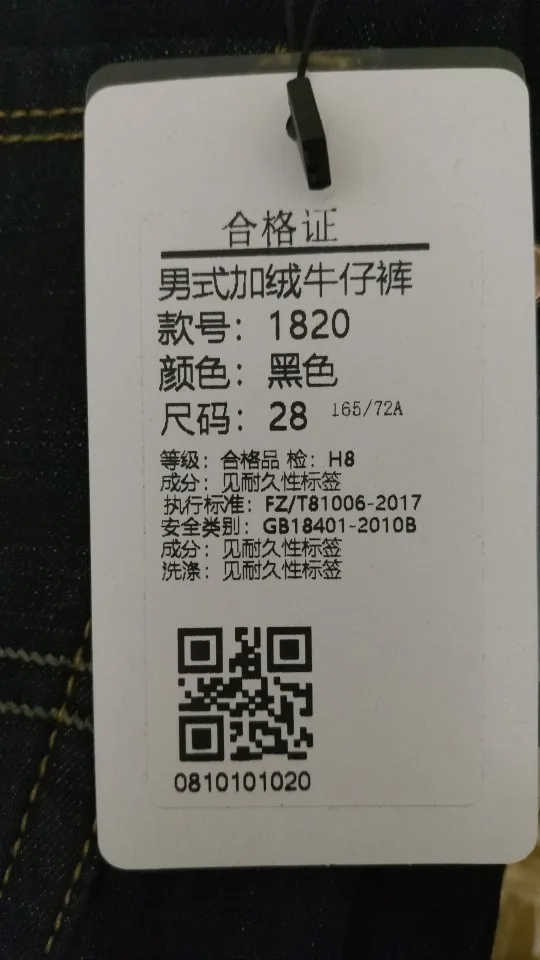 合格证
男式加绒牛仔裤
款号：1820
颜色：黑色
尺码：28 165/72A
等级：合格品 检：H8
成分：见耐久性标签
执行标准：FZ/T81006-2017
安全类别：GB18401-2010B
成分：见耐久性标签
洗涤：见耐久性标签
0810101020